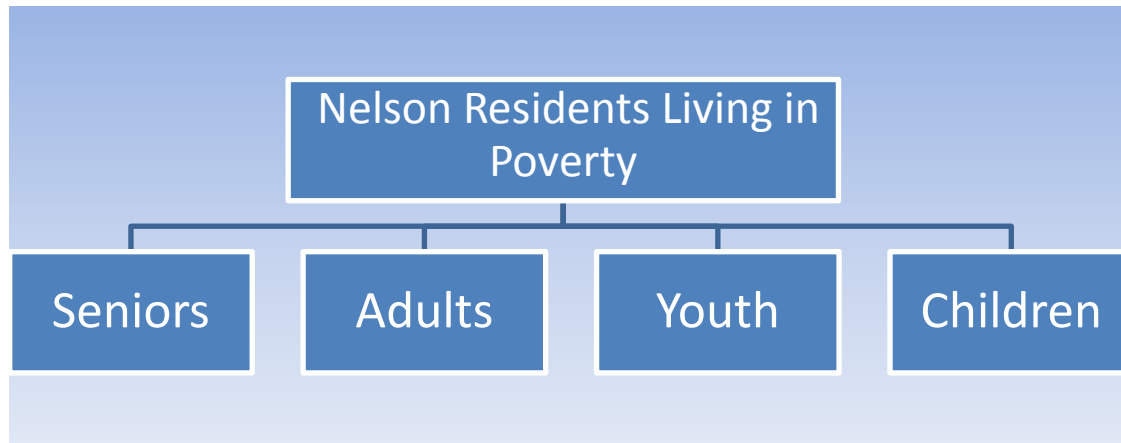 Nelson Residents Living in
Poverty
Seniors
Adults
Youth
Children